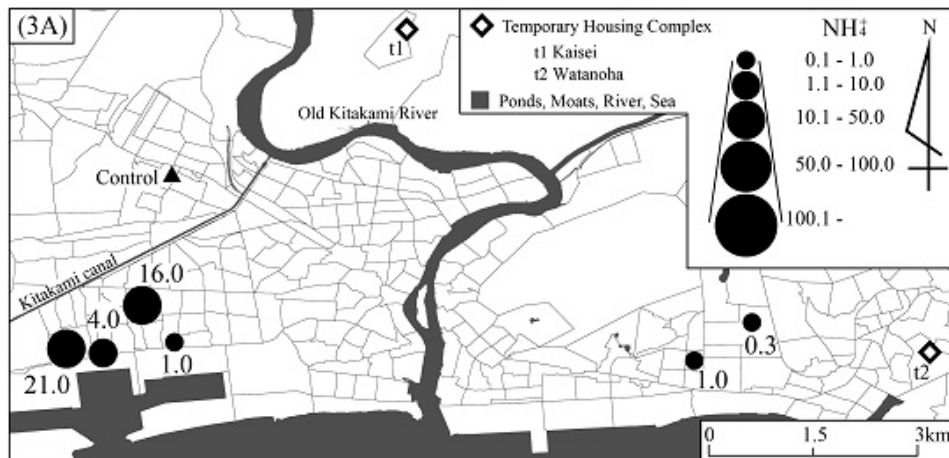 (3A)
t1
Temporary Housing Complex
t1 Kaisei
t2 Watanoha
Ponds, Moats, River, Sea
NH‡4
0.1 - 1.0
1.1 - 10.0
10.1 - 50.0
50.0 - 100.0
100.1 -
N
Old Kitakami River
Control
Kitakami canal
16.0
4.0
21.0
1.0
0.3
1.0
t2
0 1.5 3km